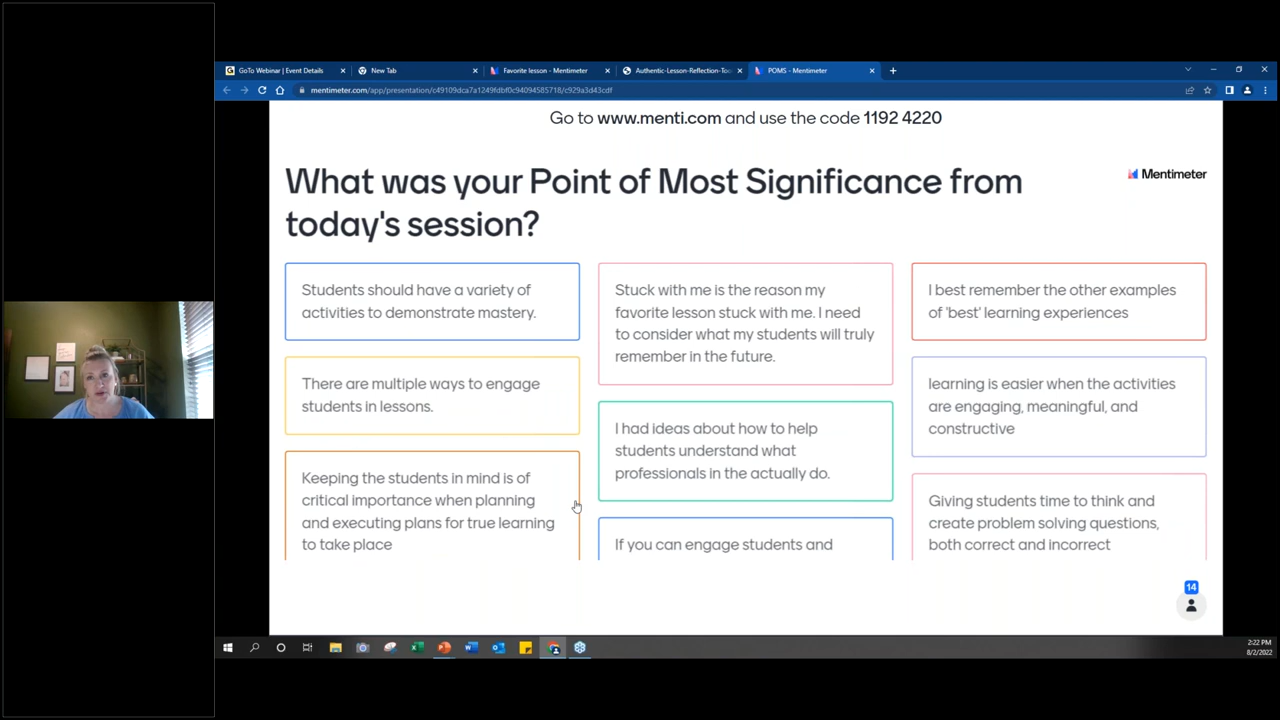 GoTo Webinar | Event Details
New Tab
Favorite lesson - Mentimeter
Authentic-Lesson-Reflection-Too
POMS - Mentimeter
mentimeter.com/app/presentation/c49109dca7a1249fdbf0c94094585718/c929a3d43cdf
Go to www.menti.com and use the code 1192 4220
What was your Point of Most Significance from
today's session?
Mentimeter
Students should have a variety of
activities to demonstrate mastery.
There are multiple ways to engage
students in lessons.
Keeping the students in mind is of
critical importance when planning
and executing plans for true learning
to take place
Stuck with me is the reason my
favorite lesson stuck with me. I need
to consider what my students will truly
remember in the future.
I had ideas about how to help
students understand what
professionals in the actually do.
If you can engage students and
I best remember the other examples
of 'best' learning experiences
learning is easier when the activities
are engaging, meaningful, and
constructive
Giving students time to think and
create problem solving questions,
both correct and incorrect
14
2:22 PM
8/2/2022